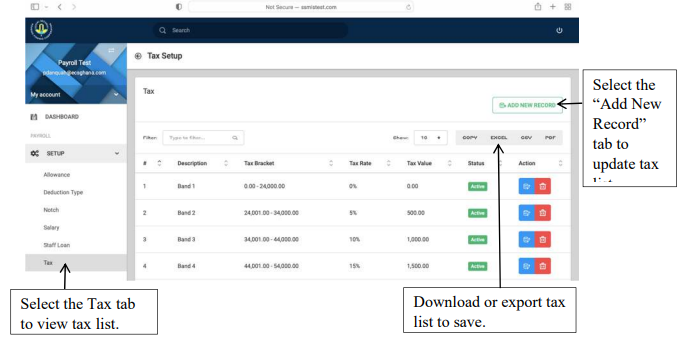 Not Secure — ssmistest.com
Search
Payroll Test
My account
DASHBOARD
PAYROLL
SETUP
Allowance
Deduction Type
Notch
Salary
Staff Loan
Tax
Tax Setup
Tax
ADD NEW RECORD
Filter: Type to filter... Show: 10 COPY EXCEL CSV PDF
# Description Tax Bracket Tax Rate Tax Value Status Action
1 Band 1 0.00 - 24,000.00 0% 0.00 Active
2 Band 2 24,001.00 - 34,000.00 5% 500.00 Active
3 Band 3 34,001.00 - 44,000.00 10% 1,000.00 Active
4 Band 4 44,001.00 - 54,000.00 15% 1,500.00 Active
Select the
“Add New
Record”
tab to
update tax
Select the Tax tab
to view tax list.
Download or export tax
list to save.